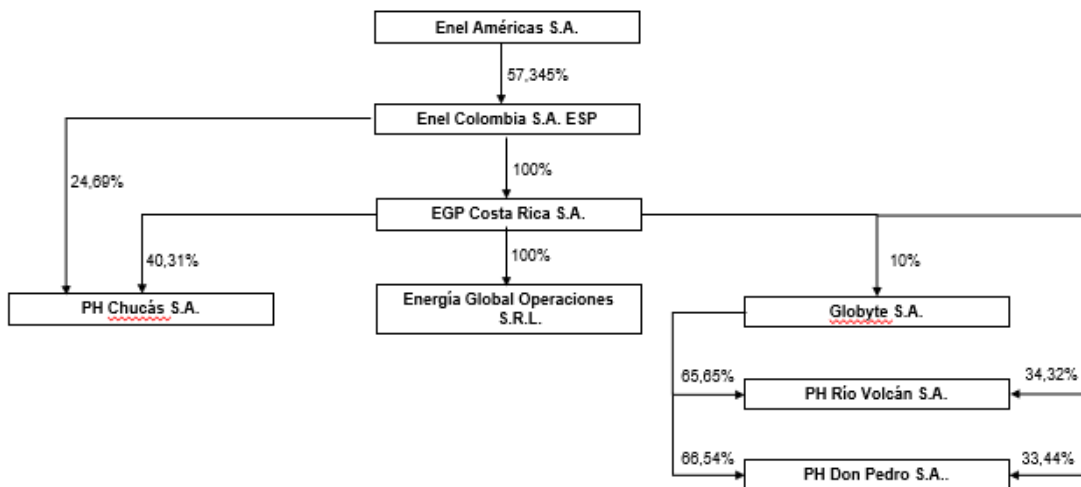 Enel Américas S.A.
57,345%
Enel Colombia S.A. ESP
24,69%
100%
EGP Costa Rica S.A.
40,31%
100%
10%
PH Chucás S.A.
Energía Global Operaciones
S.R.L.
Globyte S.A.
65,65%
PH Río Volcán S.A.
34,32%
66,54%
PH Don Pedro S.A..
33,44%